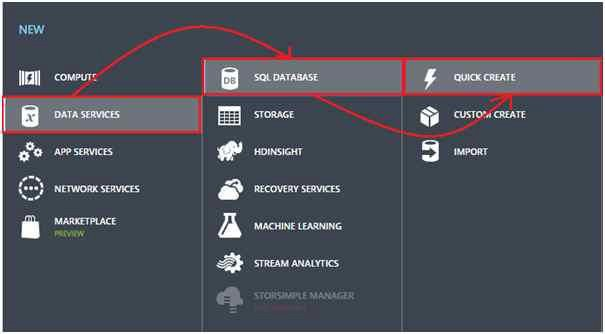 NEW
COMPUTE
DATA SERVICES
APP SERVICES
NETWORK SERVICES
MARKETPLACE
PREVIEW
SQL DATABASE
DB
STORAGE
HDINSIGHT
RECOVERY SERVICES
MACHINE LEARNING
STREAM ANALYTICS
STORSIMPLE MANAGER
QUICK CREATE
CUSTOM CREATE
IMPORT